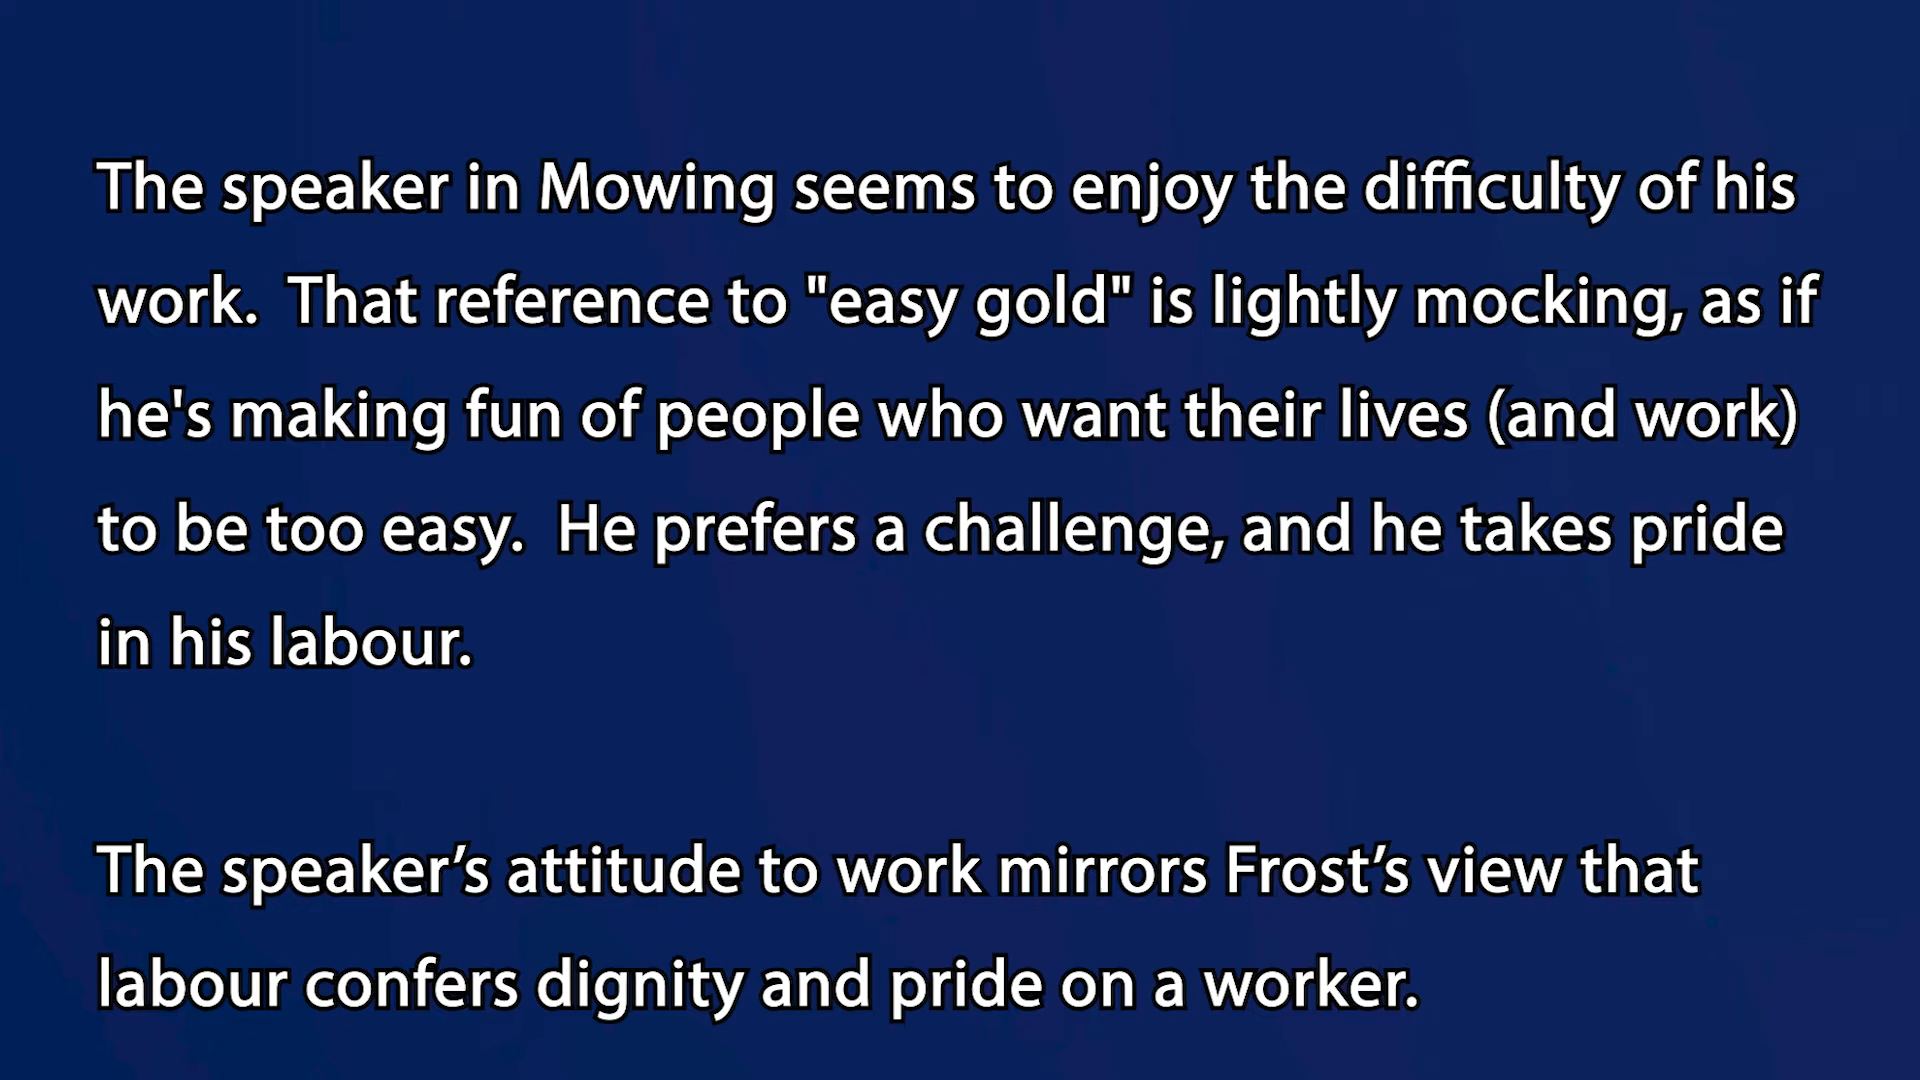 The speaker in Mowing seems to enjoy the difficulty of his
work.  That reference to "easy gold" is lightly mocking, as if
he's making fun of people who want their lives (and work)
to be too easy.  He prefers a challenge, and he takes pride
in his labour.
The speaker’s attitude to work mirrors Frost’s view that
labour confers dignity and pride on a worker.